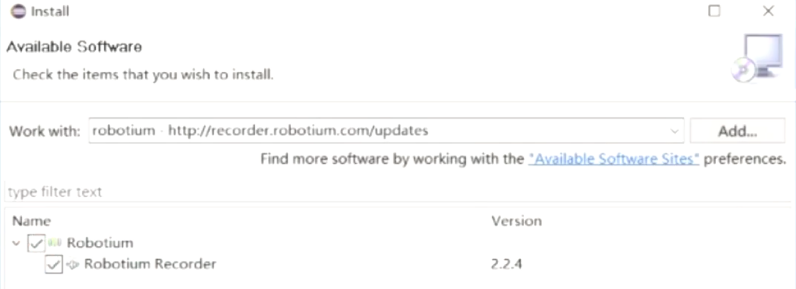 Install
Available Software
Check the items that you wish to install.
Work with: robotium - http://recorder.robotium.com/updates Add...
Find more software by working with the "Available Software Sites" preferences.
type filter text
Name Version
Robotium
Robotium Recorder 2.2.4